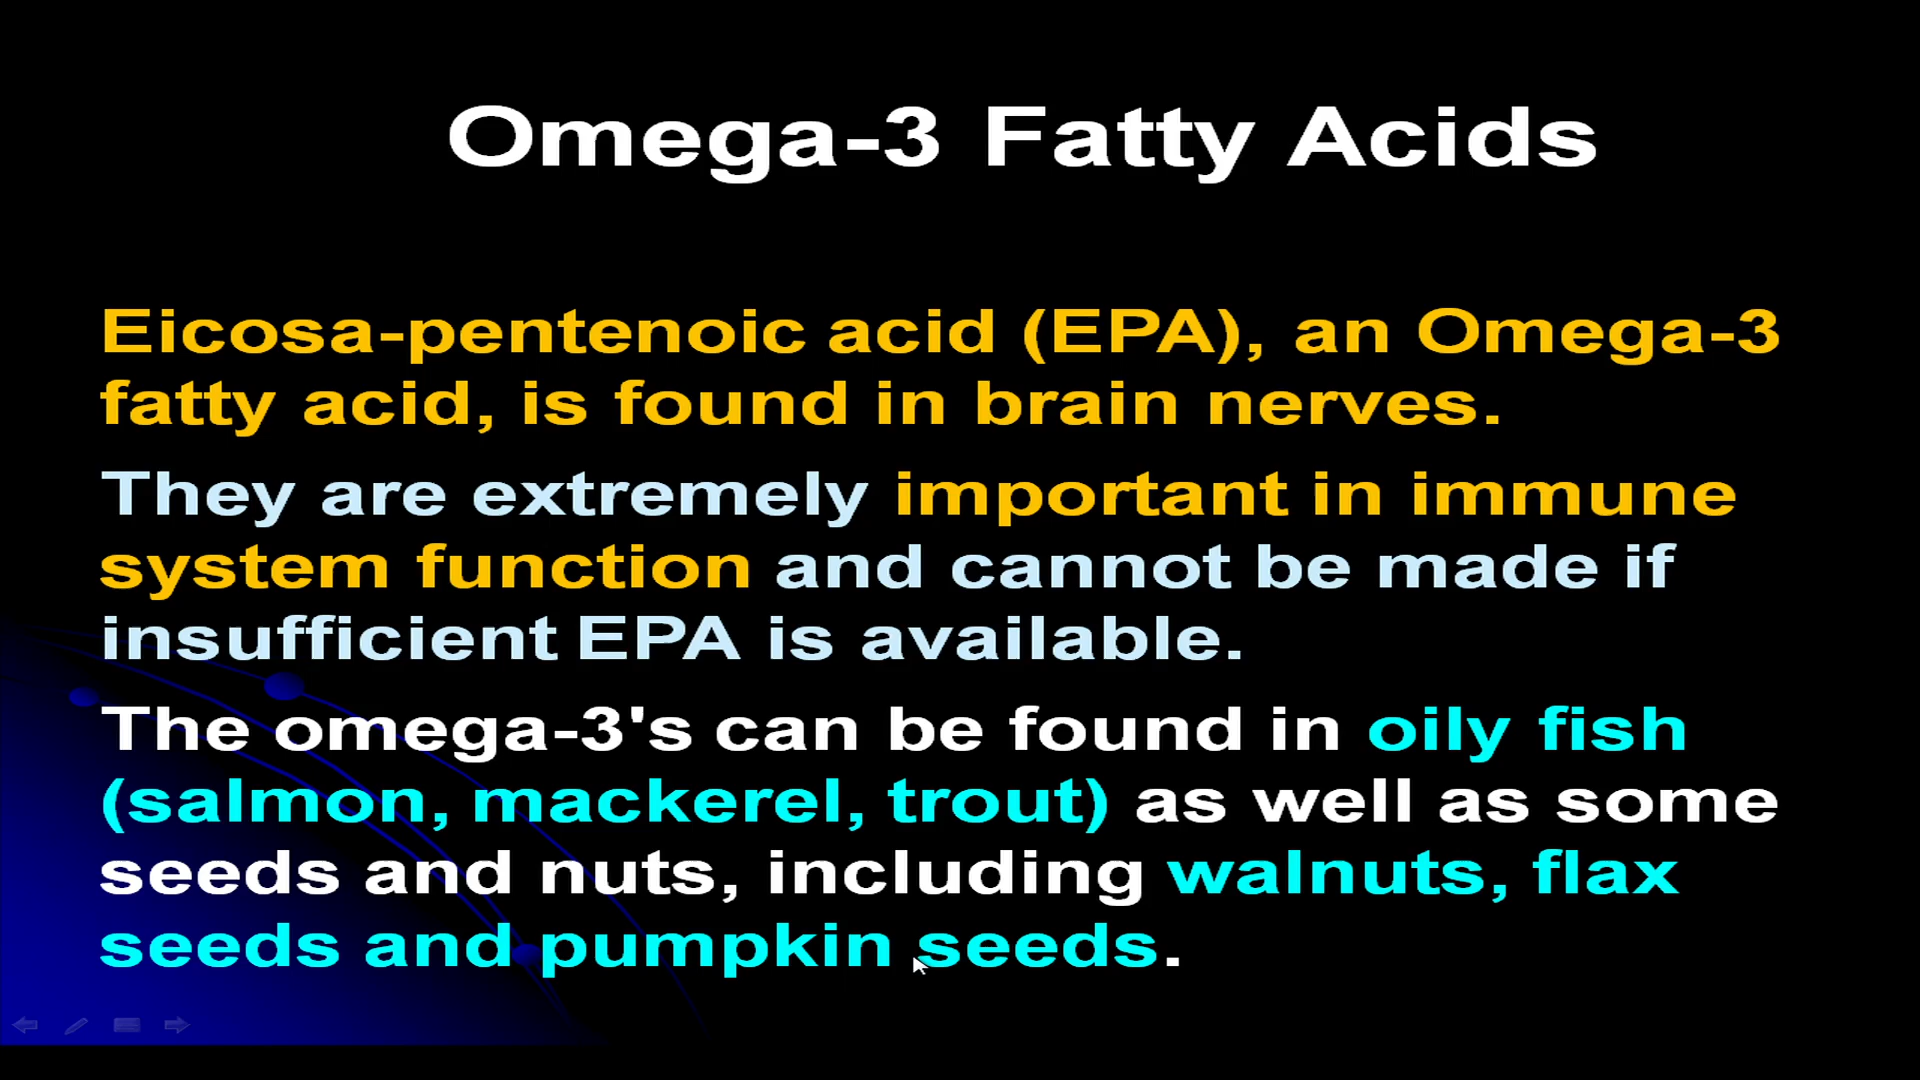 Omega-3 Fatty Acids
Eicosa-pentenoic acid (EPA), an Omega-3
fatty acid, is found in brain nerves.
They are extremely important in immune
system function and cannot be made if
insufficient EPA is available.
The omega-3's can be found in oily fish
(salmon, mackerel, trout) as well as some
seeds and nuts, including walnuts, flax
seeds and pumpkin seeds.